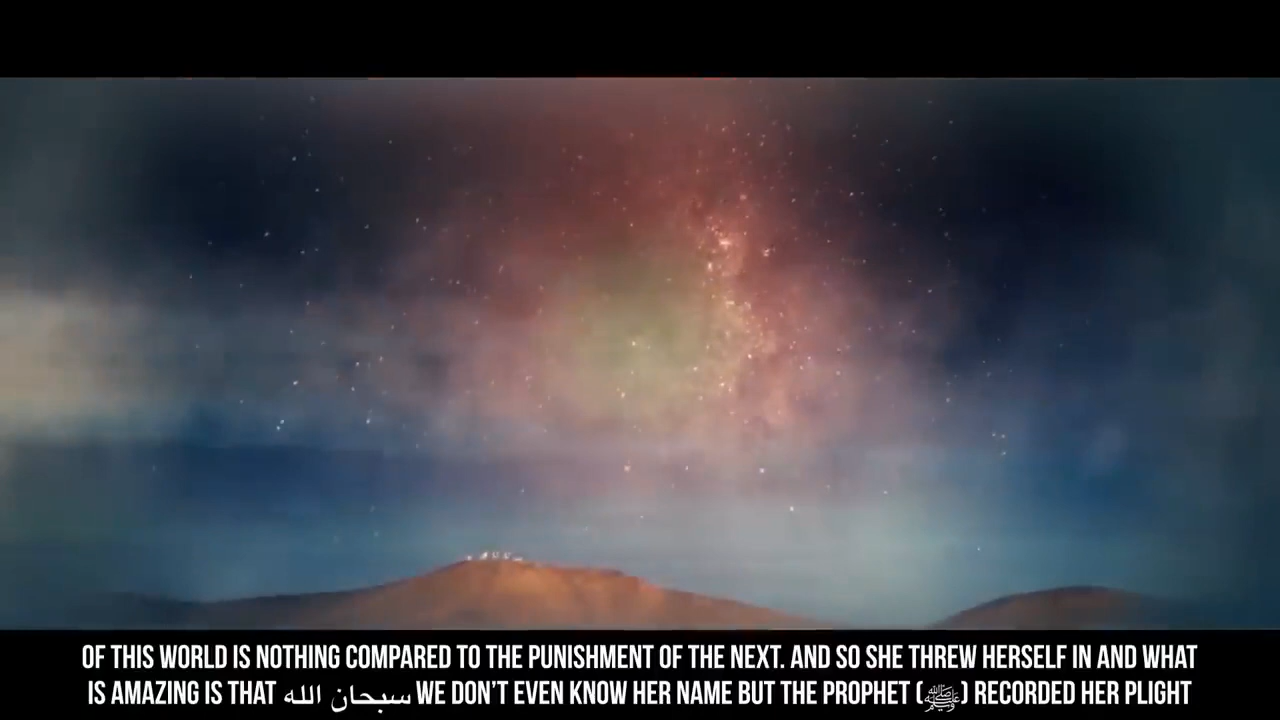 OF THIS WORLD IS NOTHING COMPARED TO THE PUNISHMENT OF THE NEXT. AND SO SHE THREW HERSELF IN AND WHAT
IS AMAZING IS THAT سبحان الله WE DON'T EVEN KNOW HER NAME BUT THE PROPHET (ﷺ) RECORDED HER PLIGHT